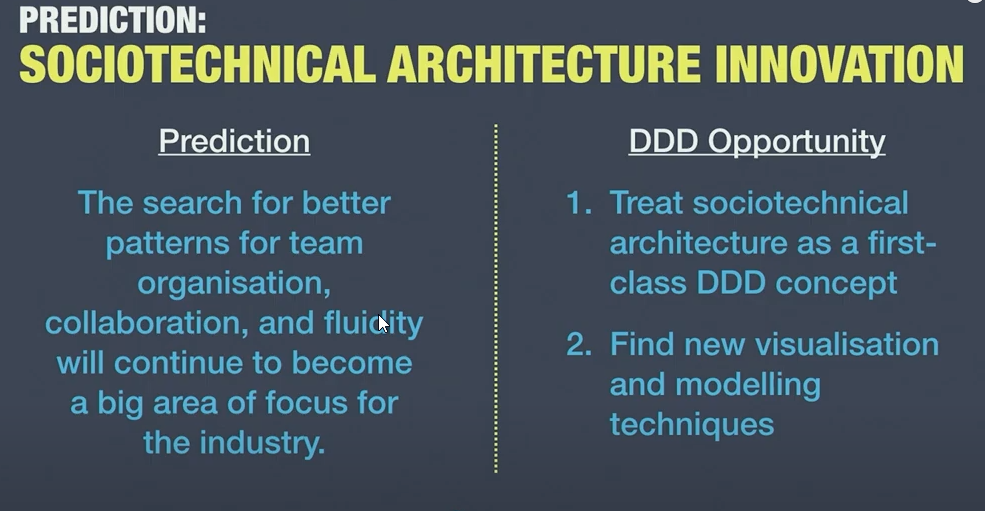 PREDICTION:
SOCIOTECHNICAL ARCHITECTURE INNOVATION
Prediction
The search for better
patterns for team
organisation,
collaboration, and fluidity
will continue to become
a big area of focus for
the industry.
DDD Opportunity
1. Treat sociotechnical
architecture as a first-
class DDD concept
2. Find new visualisation
and modelling
techniques